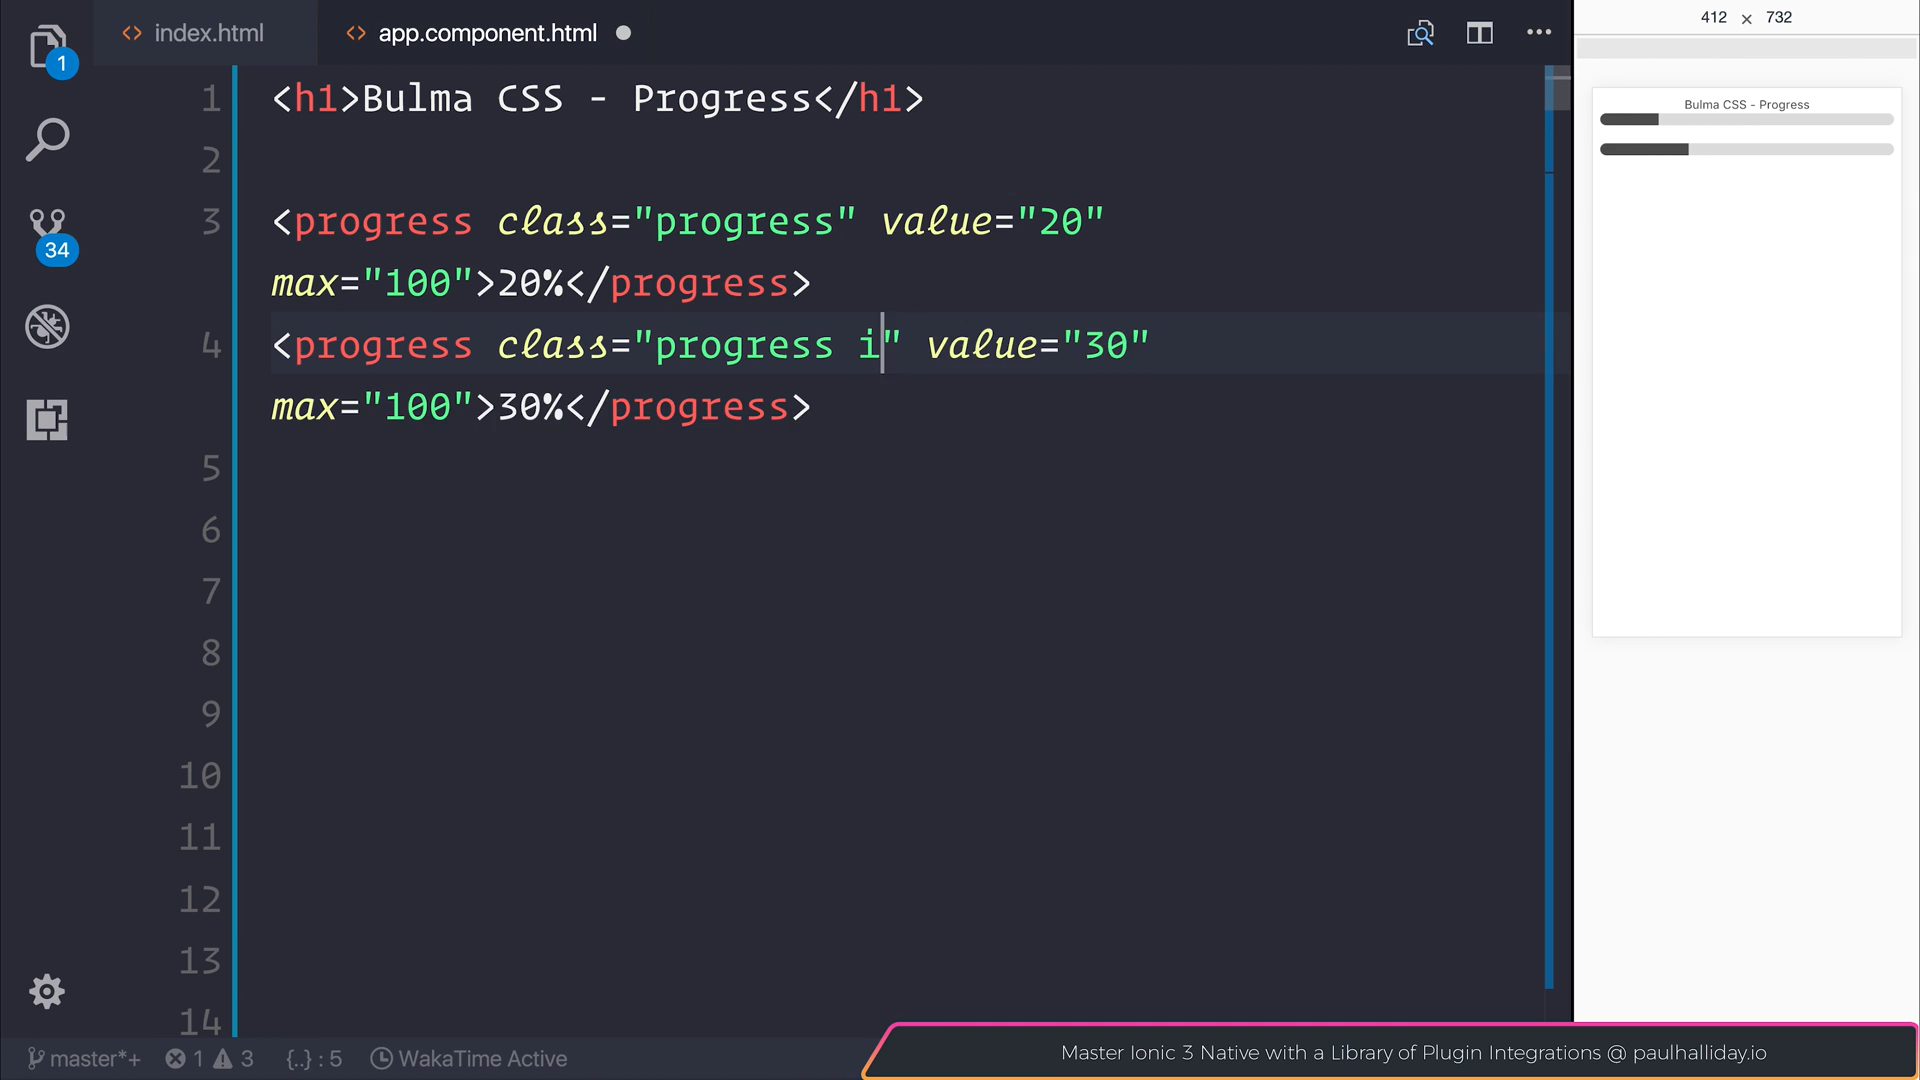 index.html
app.component.html
412 × 732
1
34
1 <h1>Bulma CSS - Progress</h1>
2
3 <progress class="progress" value="20"
max="100">20%</progress>
4 <progress class="progress i" value="30"
max="100">30%</progress>
5
6
7
8
9
10
11
12
13
14
Bulma CSS - Progress
master*+ 1 3 {..} : 5 WakaTime Active
Master Ionic 3 Native with a Library of Plugin Integrations @ paulhalliday.io